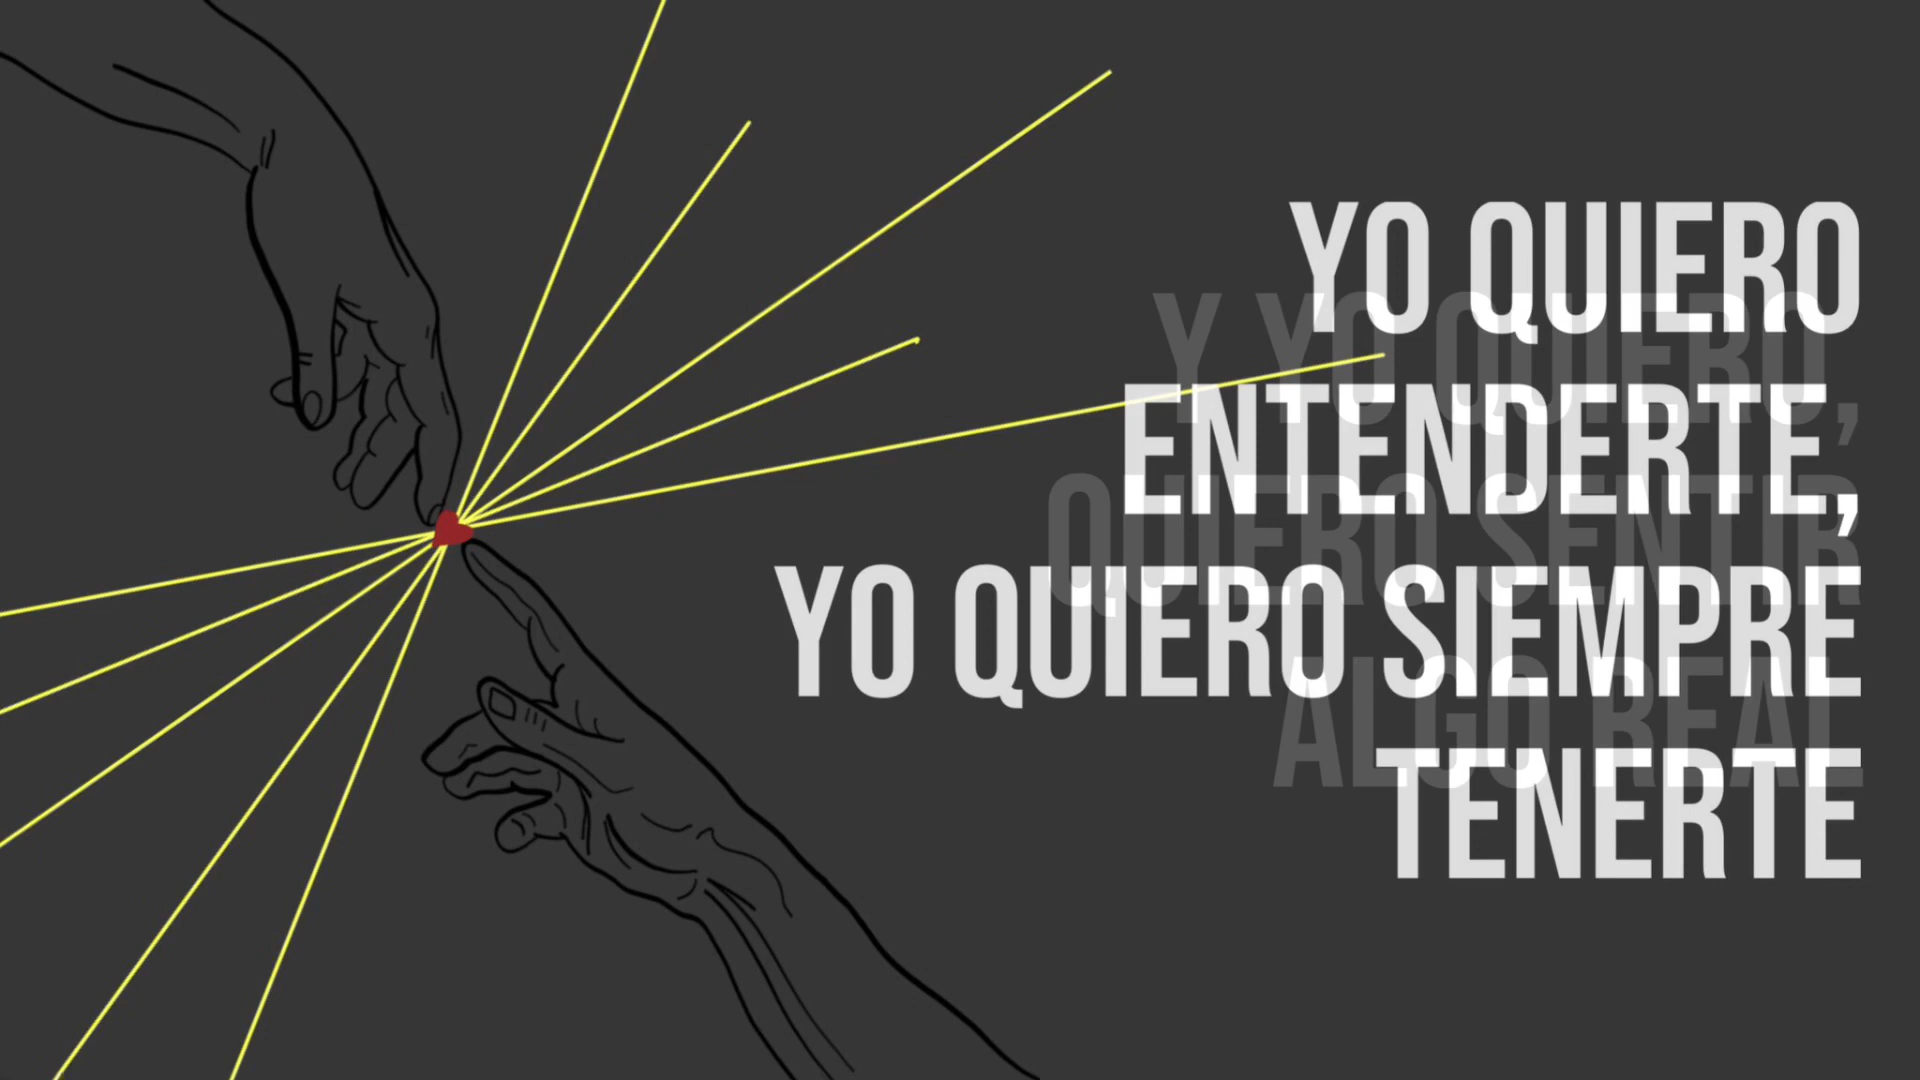 YO QUIERO
Y YO QUIERO,
ENTENDERTE,
QUIERO SENTIR
YO QUIERO SIEMPRE
ALGO REAL
TENERTE